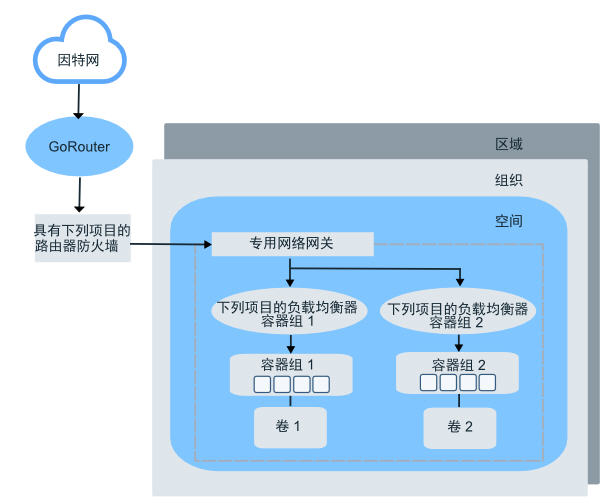 因特网
GoRouter
区域
组织
空间
具有下列项目的
路由器防火墙
专用网络网关
下列项目的负载均衡器
容器组 1
下列项目的负载均衡器
容器组 2
容器组 1
容器组 2
卷 1
卷 2